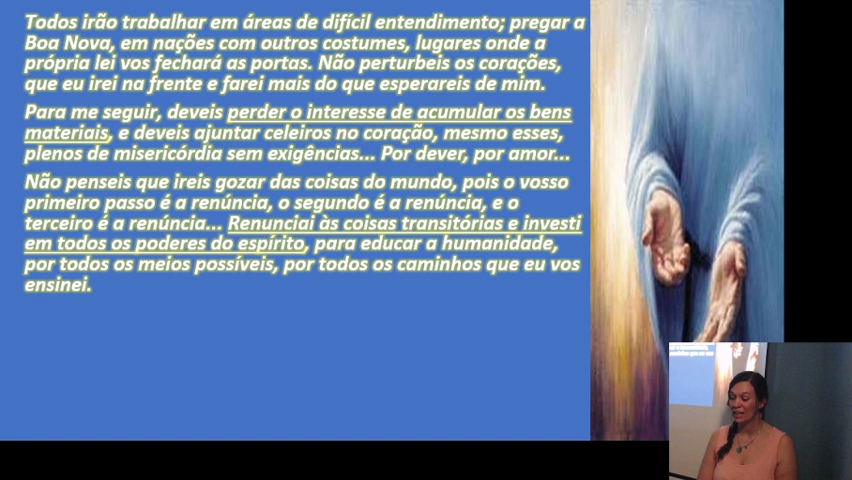 Todos irão trabalhar em áreas de difícil entendimento; pregar a
Boa Nova, em nações com outros costumes, lugares onde a
própria lei vos fechará as portas. Não perturbeis os corações,
que eu irei na frente e farei mais do que esperareis de mim.
Para me seguir, deveis perder o interesse de acumular os bens
materiais, e deveis ajuntar celeiros no coração, mesmo esses,
plenos de misericórdia sem exigências... Por dever, por amor...
Não penseis que ireis gozar das coisas do mundo, pois o vosso
primeiro passo é a renúncia, o segundo é a renúncia, e o
terceiro é a renúncia... Renunciai às coisas transitórias e investi
em todos os poderes do espírito, para educar a humanidade,
por todos os meios possíveis, por todos os caminhos que eu vos
ensinei.